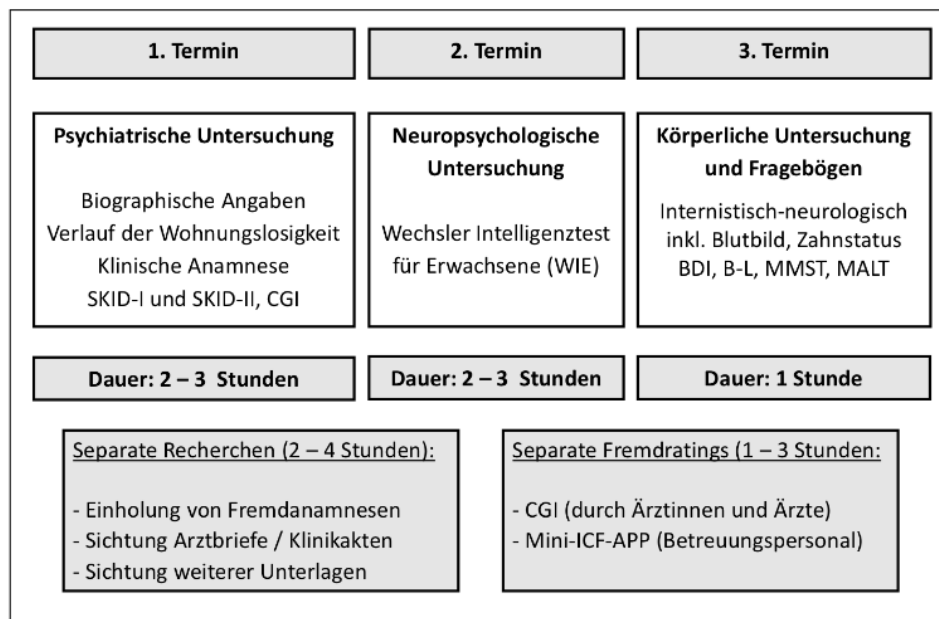 1. Termin
2. Termin
3. Termin
Psychiatrische Untersuchung
Biographische Angaben
Verlauf der Wohnungslosigkeit
Klinische Anamnese
SKID-I und SKID-II, CGI
Neuropsychologische
Untersuchung
Wechsler Intelligenztest
für Erwachsene (WIE)
Körperliche Untersuchung
und Fragebögen
Internistisch-neurologisch
inkl. Blutbild, Zahnstatus
BDI, B-L, MMST, MALT
Dauer: 2 – 3 Stunden
Dauer: 2 – 3 Stunden
Dauer: 1 Stunde
Separate Recherchen (2 – 4 Stunden):
- Einholung von Fremdanamnesen
- Sichtung Arztbriefe / Klinikakten
- Sichtung weiterer Unterlagen
Separate Fremdratings (1 – 3 Stunden:
- CGI (durch Ärztinnen und Ärzte)
- Mini-ICF-APP (Betreuungspersonal)